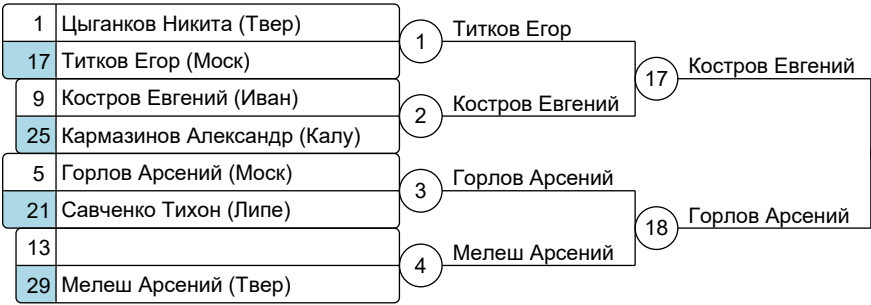 1 Цыганков Никита (Твер)
17 Титков Егор (Моск)
1 Титков Егор
9 Костров Евгений (Иван)
25 Кармазинов Александр (Калу)
2 Костров Евгений
17 Костров Евгений
5 Горлов Арсений (Моск)
21 Савченко Тихон (Липе)
3 Горлов Арсений
13
29 Мелеш Арсений (Твер)
4 Мелеш Арсений
18 Горлов Арсений